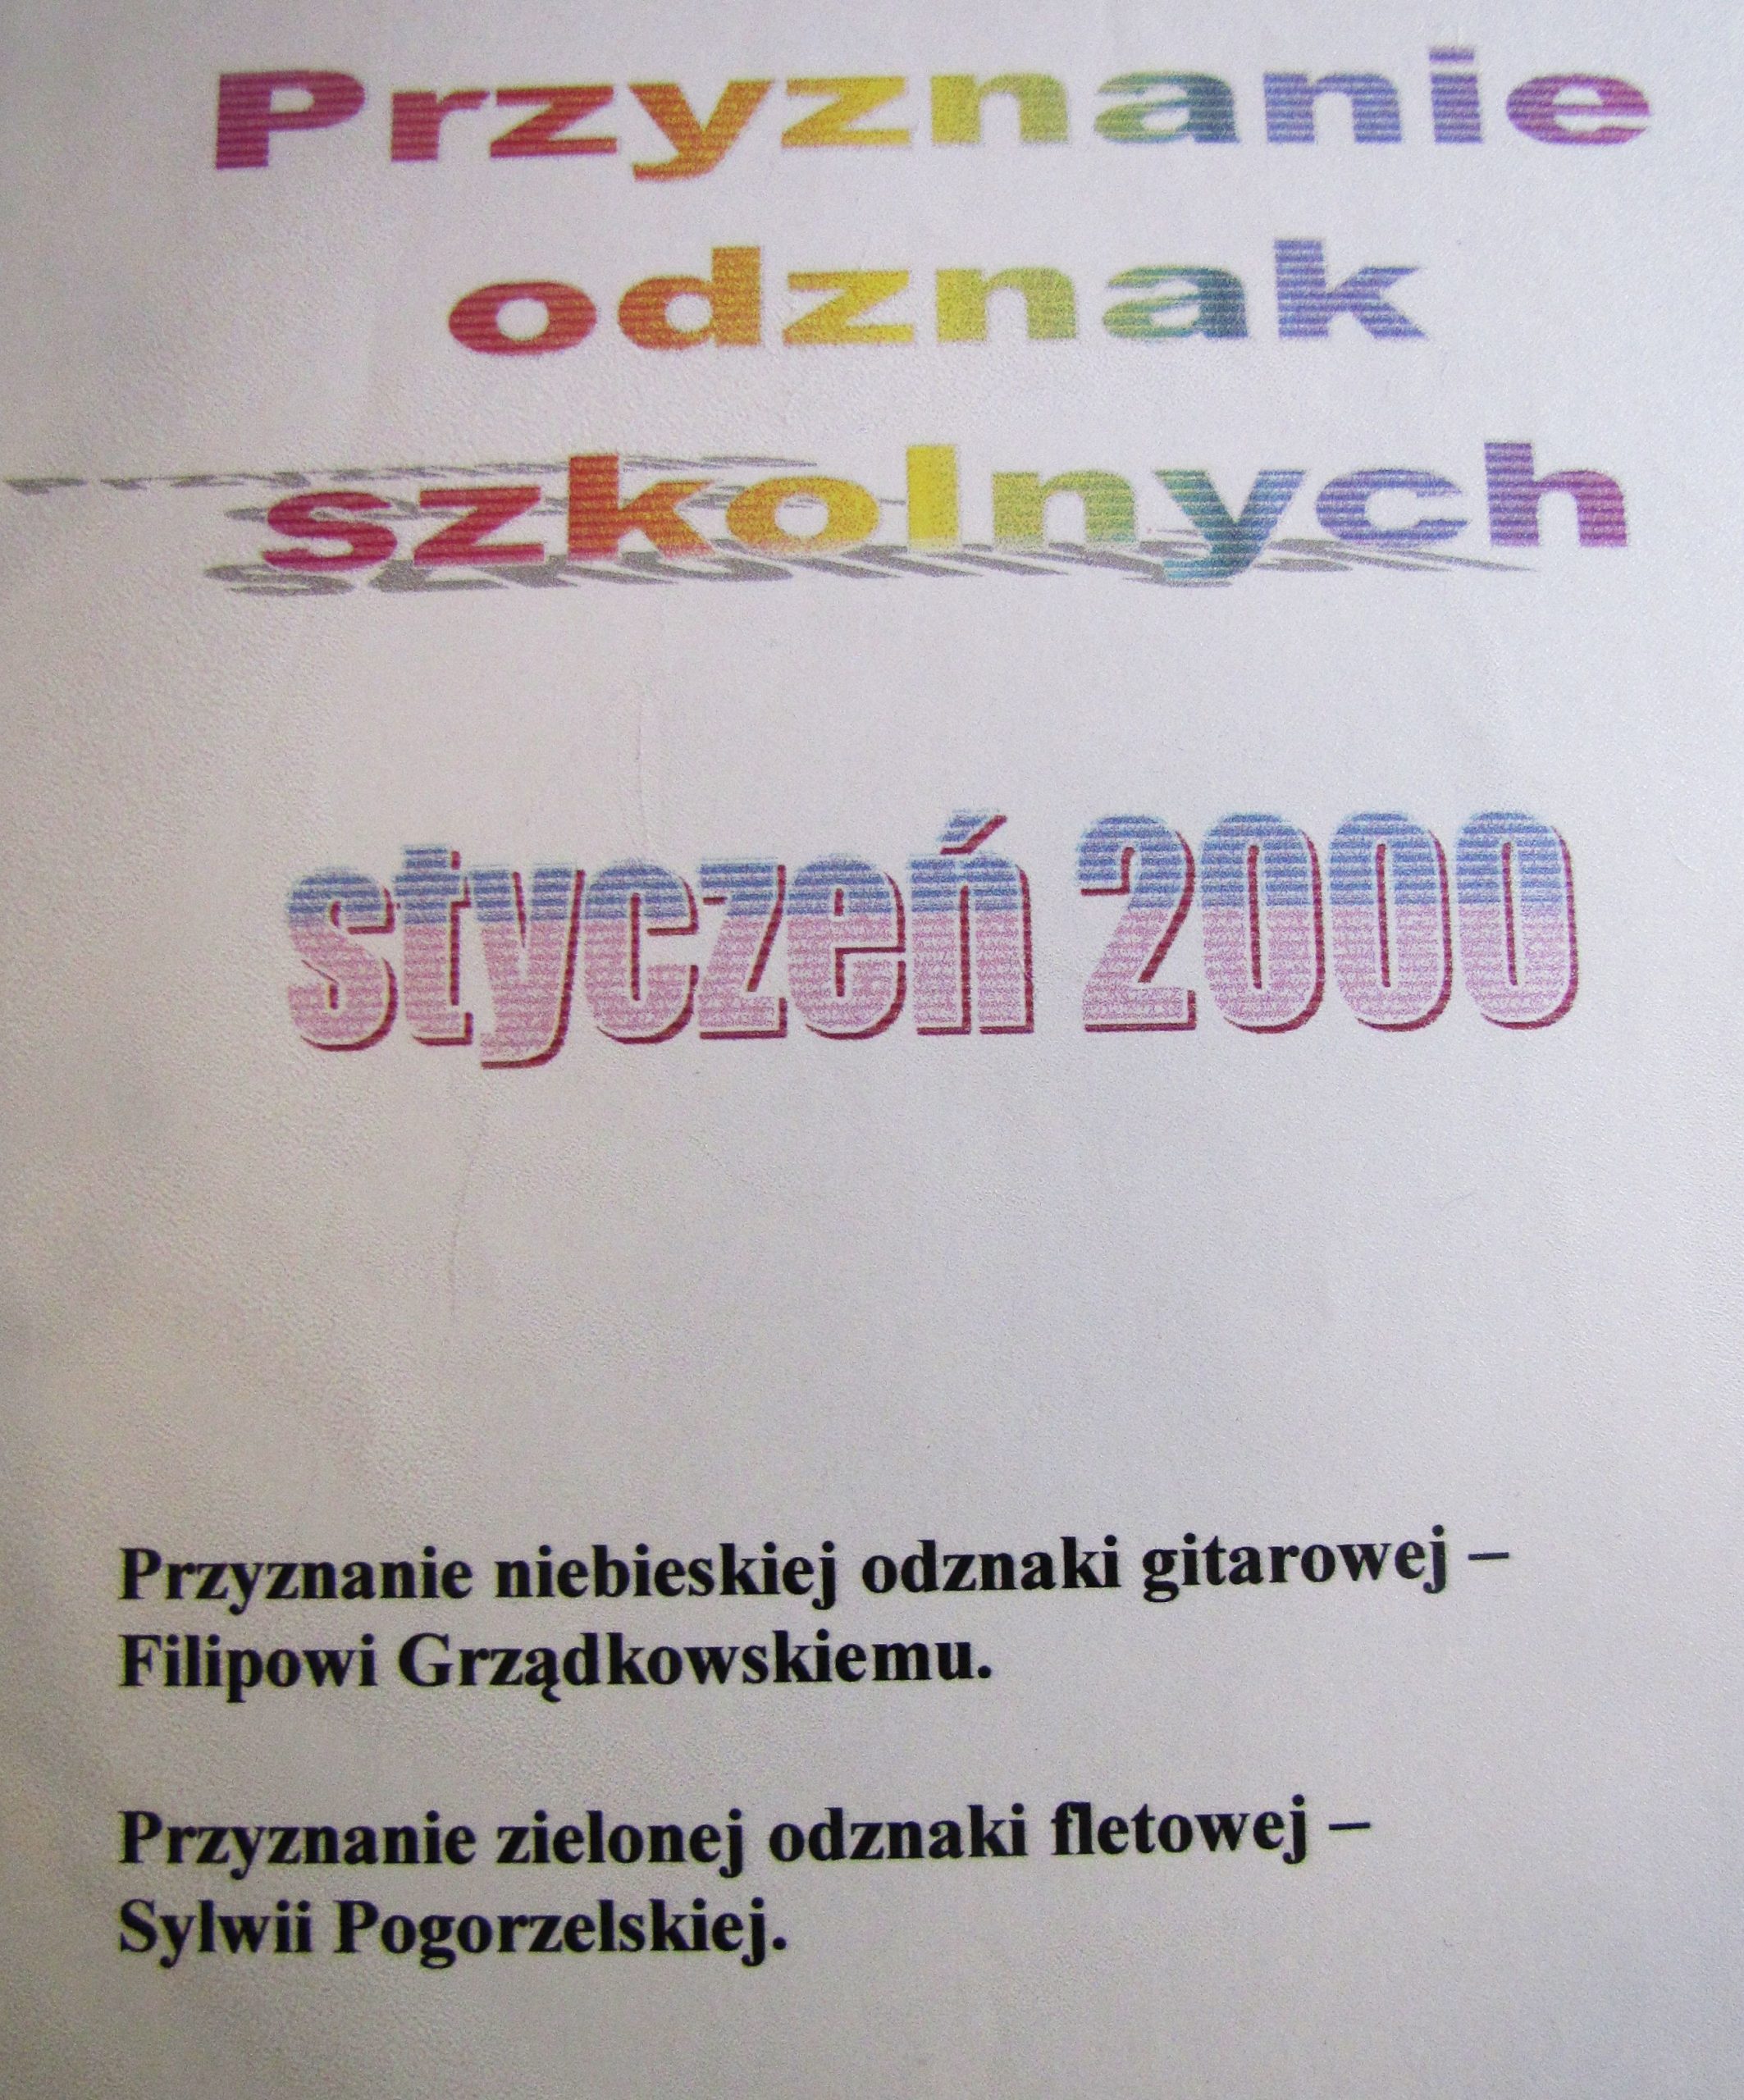 Przyznanie
odznak
szkolnych
styczeń 2000
Przyznanie niebieskiej odznaki gitarowej –
Filipowi Grządkowskiemu.
Przyznanie zielonej odznaki fletowej –
Sylwii Pogorzelskiej.